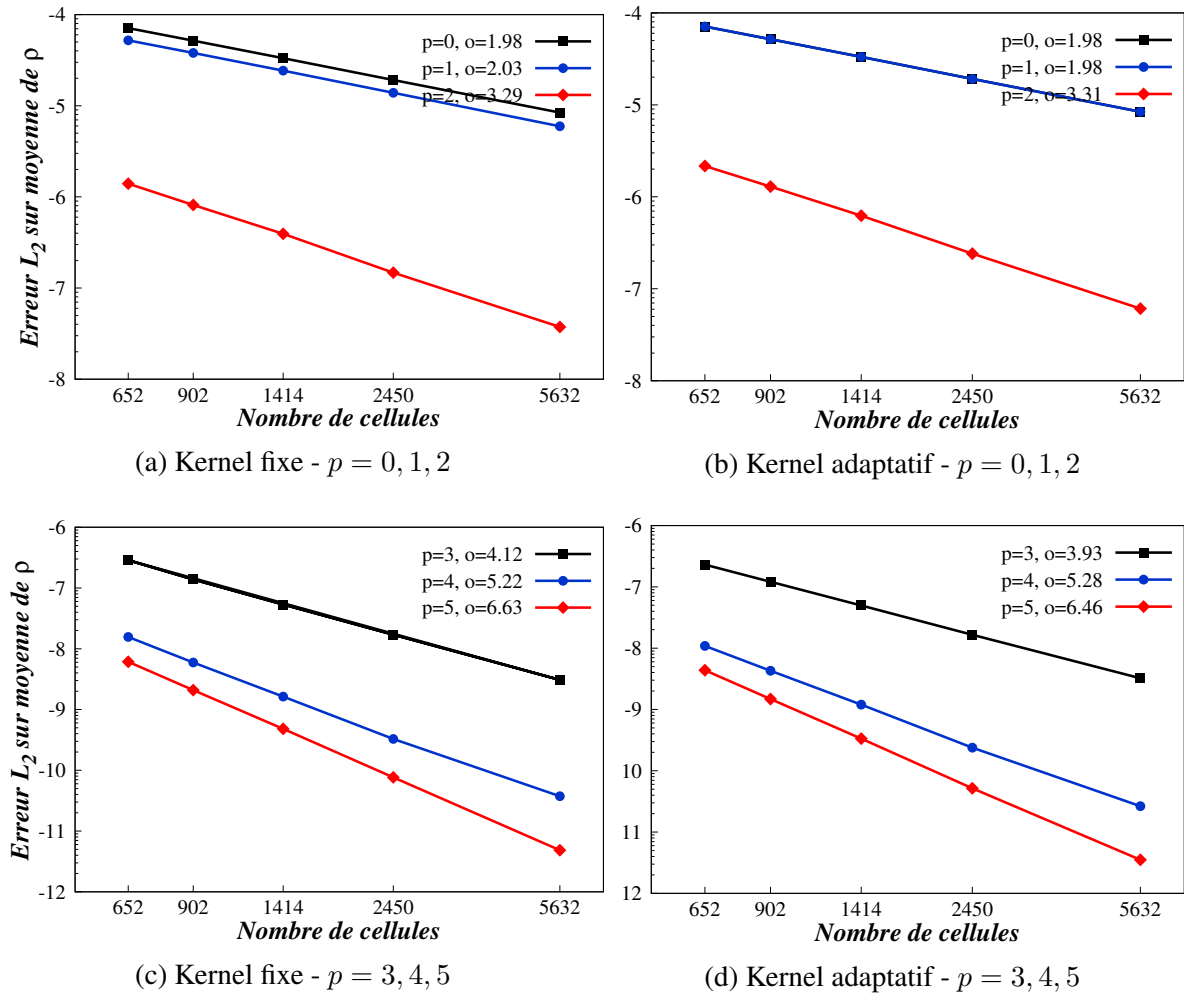 -4
-5
-6
-7
-8
Erreur L2 sur moyenne de ρ
p=0, o=1.98
p=1, o=2.03
p=2, o=3.29
652 902 1414 2450 5632
Nombre de cellules
(a) Kernel fixe - p = 0, 1, 2
-4
-5
-6
-7
-8
p=0, o=1.98
p=1, o=1.98
p=2, o=3.31
652 902 1414 2450 5632
Nombre de cellules
(b) Kernel adaptatif - p = 0, 1, 2
-6
-7
-8
-9
-10
-11
-12
Erreur L2 sur moyenne de ρ
p=3, o=4.12
p=4, o=5.22
p=5, o=6.63
652 902 1414 2450 5632
Nombre de cellules
(c) Kernel fixe - p = 3, 4, 5
-6
-7
-8
-9
10
11
12
p=3, o=3.93
p=4, o=5.28
p=5, o=6.46
652 902 1414 2450 5632
Nombre de cellules
(d) Kernel adaptatif - p = 3, 4, 5